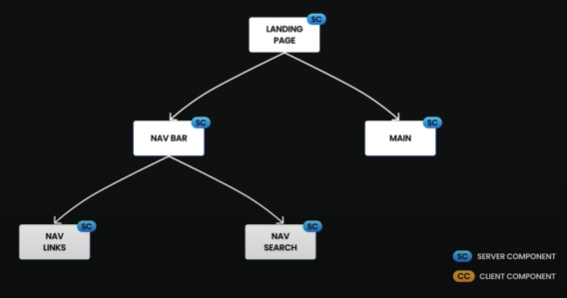 SC
LANDING
PAGE
SC
NAV BAR
SC
MAIN
SC
NAV
LINKS
SC
NAV
SEARCH
SC SERVER COMPONENT
CC CLIENT COMPONENT